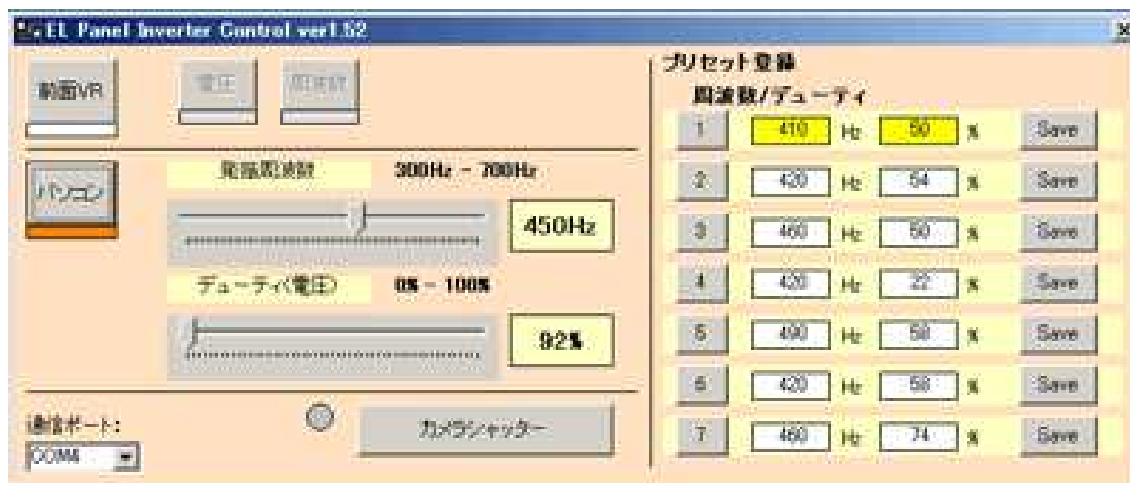 EL Panel Inverter Control ver1.52
前面VR
電圧
周波数
パソコン
発振周波数 300Hz - 700Hz
450Hz
デューティ(電圧) 0% - 100%
92%
通信ポート:
COM4
カメラシャッター
プリセット登録
周波数/デューティ
1 410 Hz 50 % Save
2 420 Hz 54 % Save
3 460 Hz 50 % Save
4 420 Hz 22 % Save
5 490 Hz 58 % Save
6 420 Hz 58 % Save
7 460 Hz 74 % Save